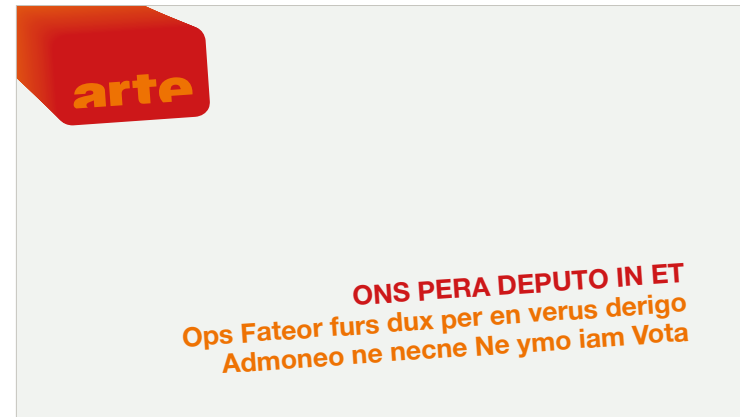 arte
ONS PERA DEPUTO IN ET
Ops Fateor furs dux per en verus derigo
Admoneo ne necne Ne ymo iam Vota